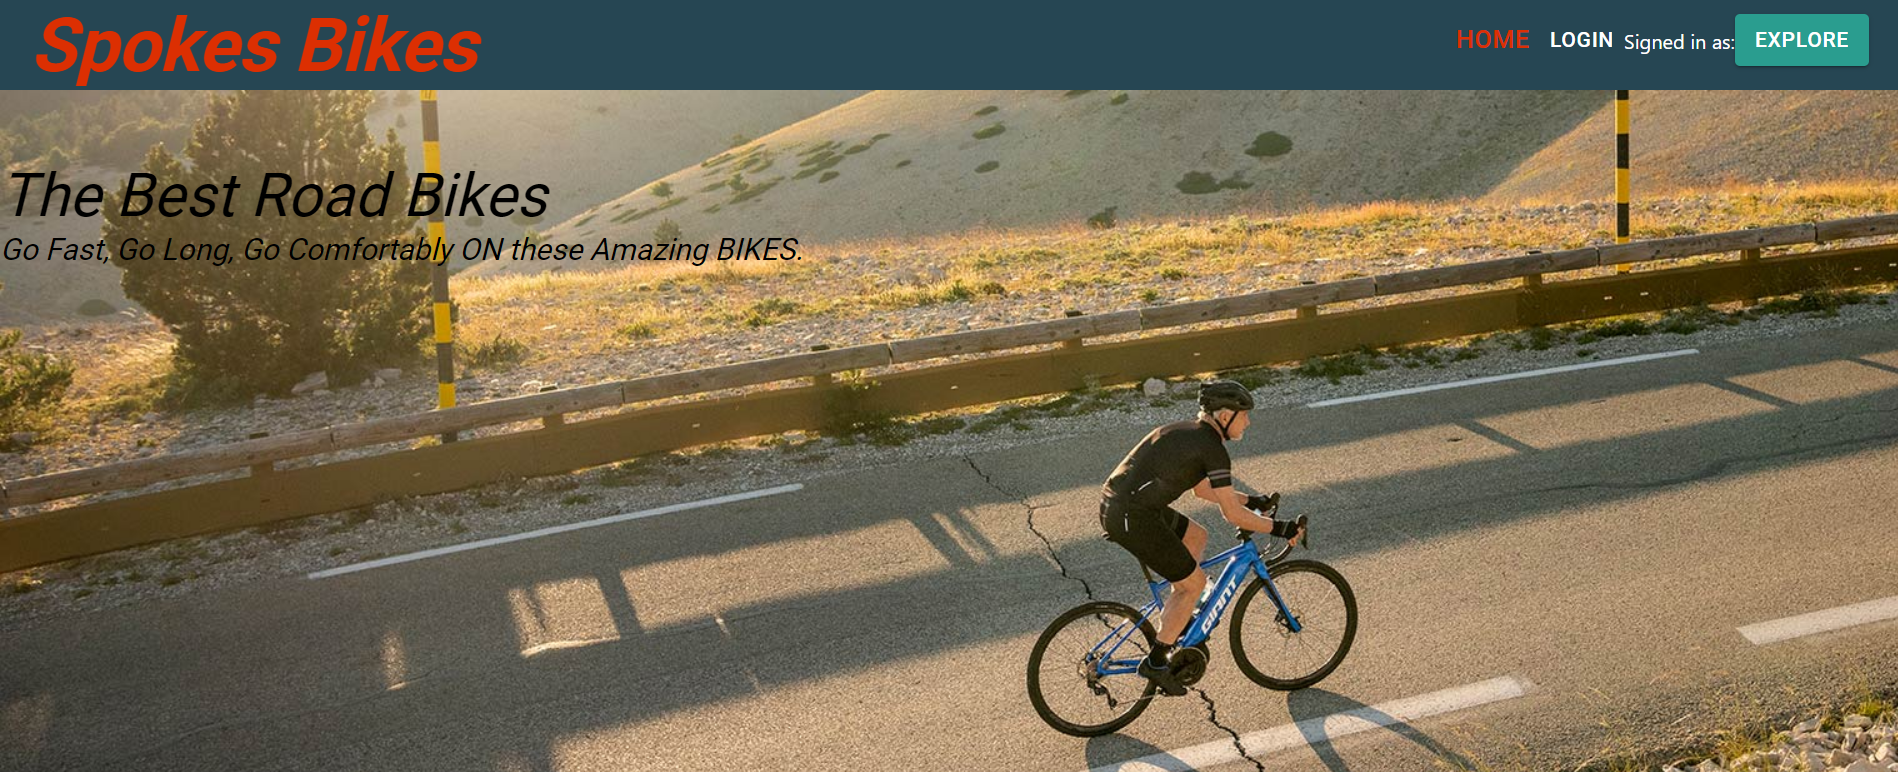 Spokes Bikes
HOME LOGIN Signed in as: EXPLORE
The Best Road Bikes
Go Fast, Go Long, Go Comfortably ON these Amazing BIKES.
GIANT